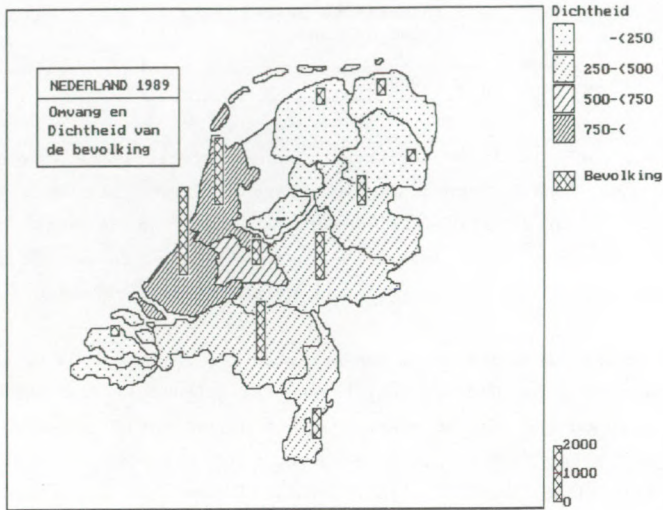 NEDERLAND 1989
Omvang en
Dichtheid van
de bevolking
Dichtheid
-<250
250-<500
500-<750
750-<
Bevolking
2000
1000
0